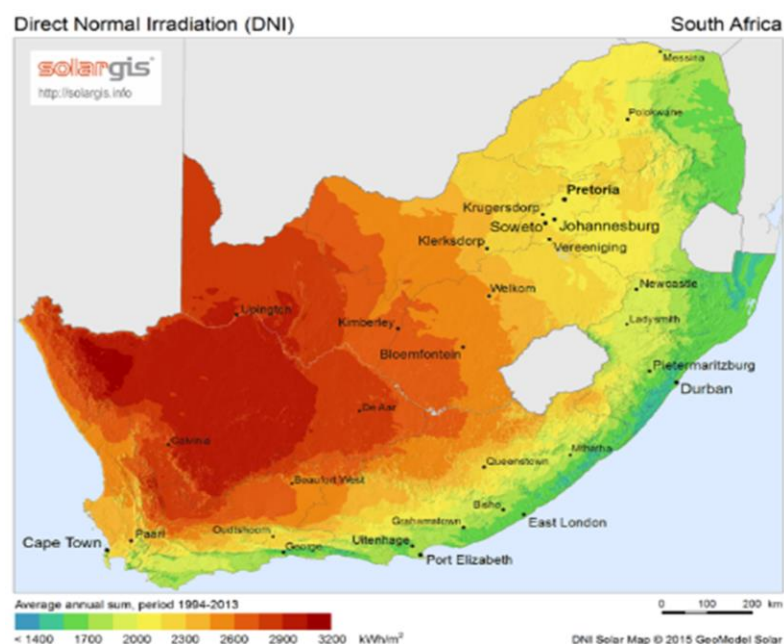 Direct Normal Irradiation (DNI)
South Africa
solargis
http://solargis.info
Messina
Polokwane
Pretoria
Krugersdorp
Soweto
Johannesburg
Klerksdorp
Vereeniging
Welkom
Newcastle
Upington
Kimberley
Ladysmith
Bloemfontein
Pietermaritzburg
Durban
De Aar
Calvinia
Mthatha
Queenstown
Beaufort West
Bisho
East London
Grahamstown
Oudtshoorn
Paarl
Cape Town
George
Uitenhage
Port Elizabeth
Average annual sum, period 1994-2013
0 100 200 km
< 1400 1700 2000 2300 2600 2900 3200 kWh/m²
DNI Solar Map © 2015 GeoModel Solar